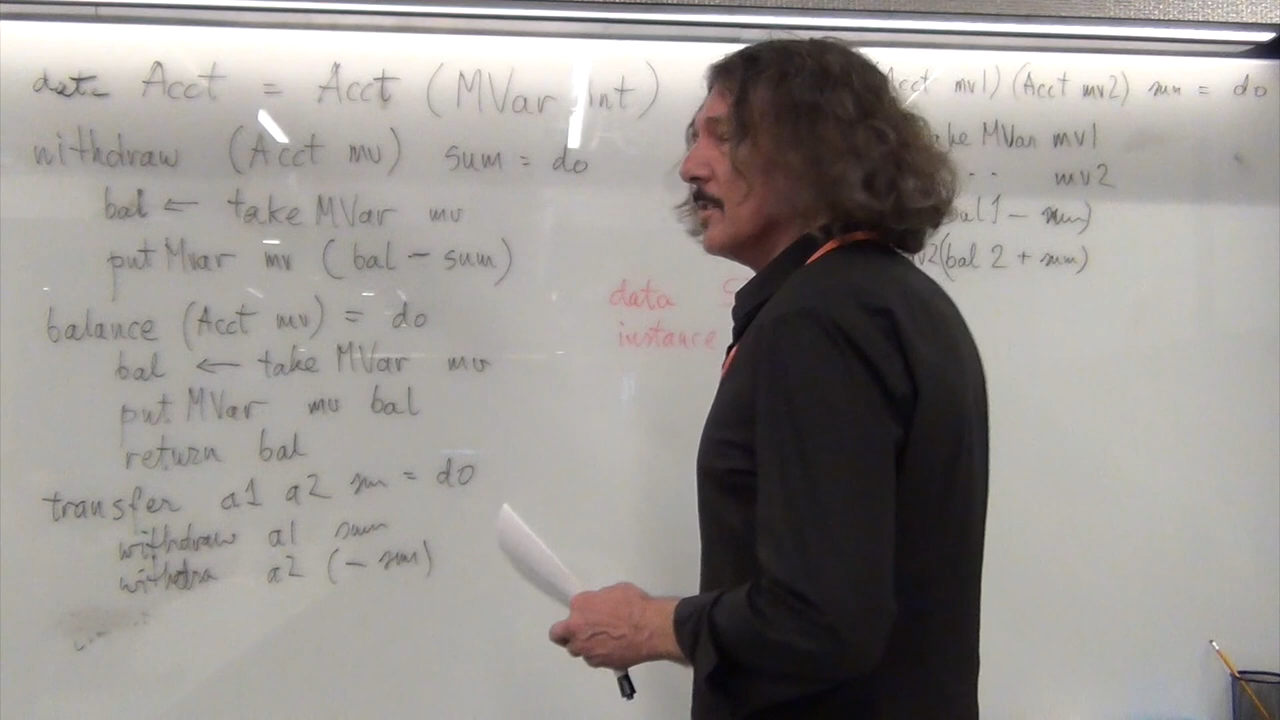 data Acct = Acct (MVar Int)
withdraw (Acct mv) sum = do
bal ← take MVar mv
put Mvar mv (bal - sum)
balance (Acct mv) = do
bal ← take MVar mv
put MVar mv bal
return bal
transfer a1 a2 sum = do
withdraw a1 sum
withdra a2 (- sum)
Acct mv1) (Acct mv2) sum = do
ake MVar mv1
mv2
bal1 - sum)
v2(bal 2 + sum)
data S
instance